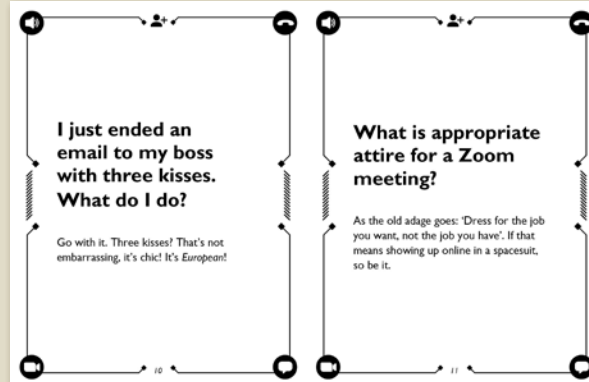 I just ended an
email to my boss
with three kisses.
What do I do?
Go with it. Three kisses? That's not
embarrassing, it's chic! It's European!
10
What is appropriate
attire for a Zoom
meeting?
As the old adage goes: 'Dress for the job
you want, not the job you have'. If that
means showing up online in a spacesuit,
so be it.
11